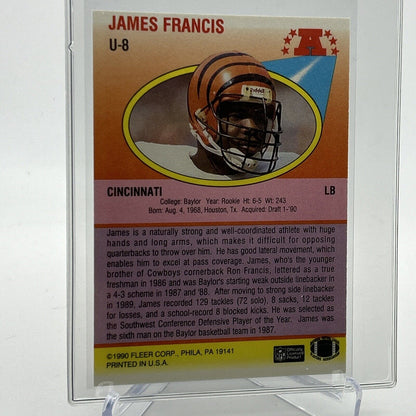 JAMES FRANCIS
U-8
A
Riddell
CINCINNATI LB
College: Baylor Year: Rookie Ht: 6-5 Wt: 243
Born: Aug. 4, 1968, Houston, Tx. Acquired: Draft 1-'90
James is a naturally strong and well-coordinated athlete with huge
hands and long arms, which makes it difficult for opposing
quarterbacks to throw over him. He has good lateral movement, which
enables him to excel at pass coverage. James, who's the younger
brother of Cowboys cornerback Ron Francis, lettered as a true
freshman in 1986 and was Baylor's starting weak outside linebacker in
a 4-3 scheme in 1987 and '88. After moving to strong side linebacker
in 1989, James recorded 129 tackles (72 solo), 8 sacks, 12 tackles
for losses, and a school-record 8 blocked kicks. He was selected as
the Southwest Conference Defensive Player of the Year. James was
the sixth man on the Baylor basketball team in 1987.
©1990 FLEER CORP., PHILA, PA 19141
PRINTED IN U.S.A.
Officially
Licensed
Product